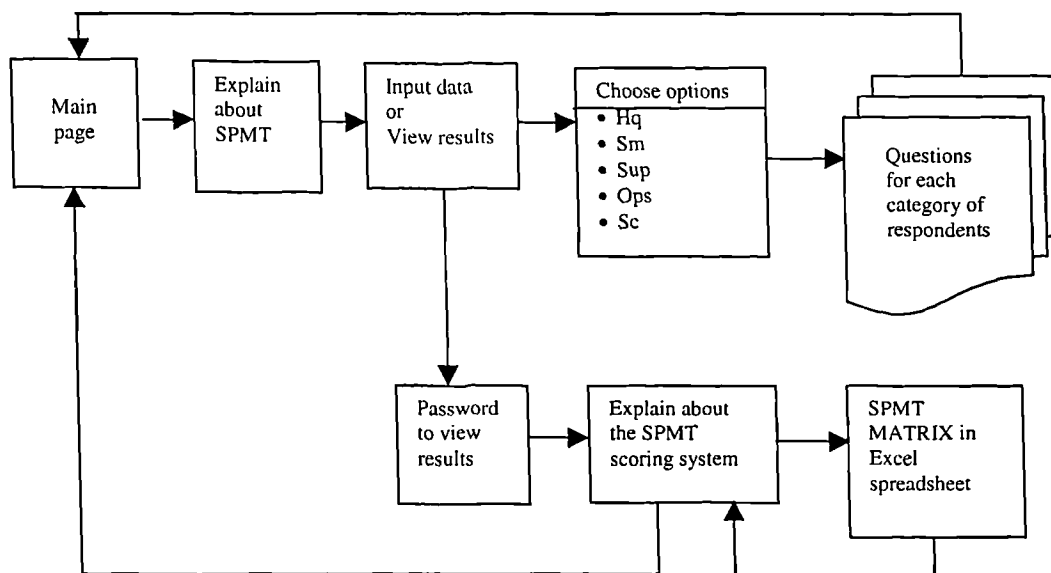 Main
page
Explain
about
SPMT
Input data
or
View results
Choose options
• Hq
• Sm
• Sup
• Ops
• Sc
Questions
for each
category of
respondents
Password
to view
results
Explain about
the SPMT
scoring system
SPMT
MATRIX in
Excel
spreadsheet